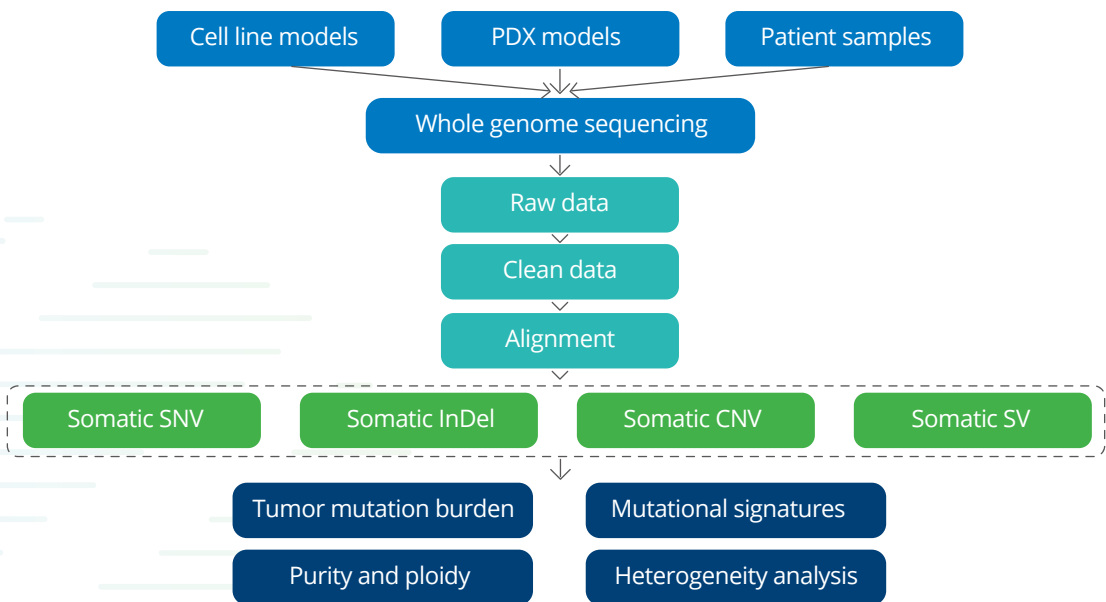 Cell line models
PDX models
Patient samples
Whole genome sequencing
Raw data
Clean data
Alignment
Somatic SNV
Somatic InDel
Somatic CNV
Somatic SV
Tumor mutation burden
Mutational signatures
Purity and ploidy
Heterogeneity analysis